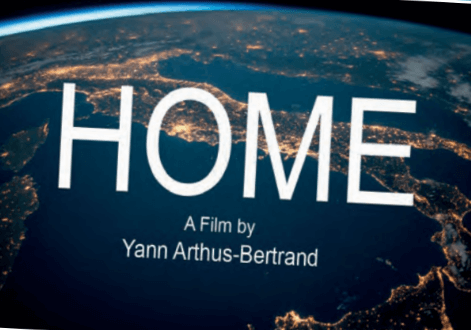 HOME
A Film by
Yann Arthus-Bertrand